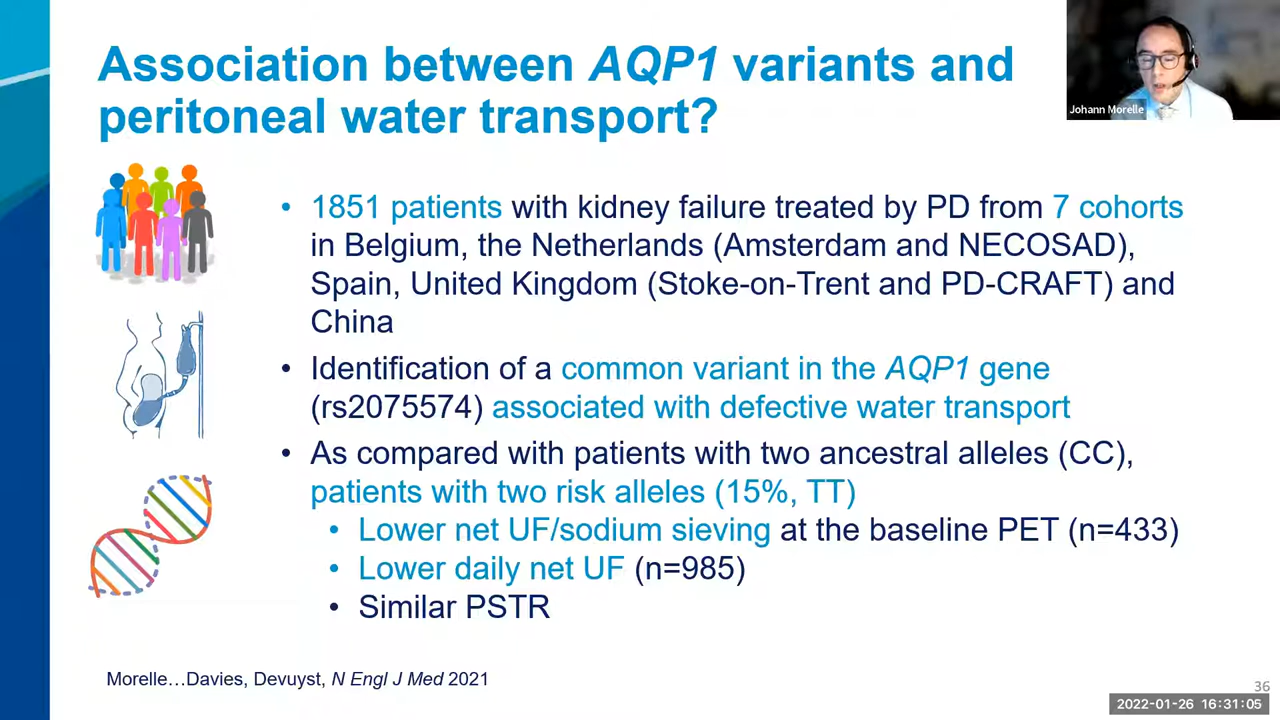 Association between AQP1 variants and
peritoneal water transport?
Johann Morelle
• 1851 patients with kidney failure treated by PD from 7 cohorts
in Belgium, the Netherlands (Amsterdam and NECOSAD),
Spain, United Kingdom (Stoke-on-Trent and PD-CRAFT) and
China
• Identification of a common variant in the AQP1 gene
(rs2075574) associated with defective water transport
• As compared with patients with two ancestral alleles (CC),
patients with two risk alleles (15%, TT)
• Lower net UF/sodium sieving at the baseline PET (n=433)
• Lower daily net UF (n=985)
• Similar PSTR
Morelle…Davies, Devuyst, N Engl J Med 2021
36
2022-01-26 16:31:05